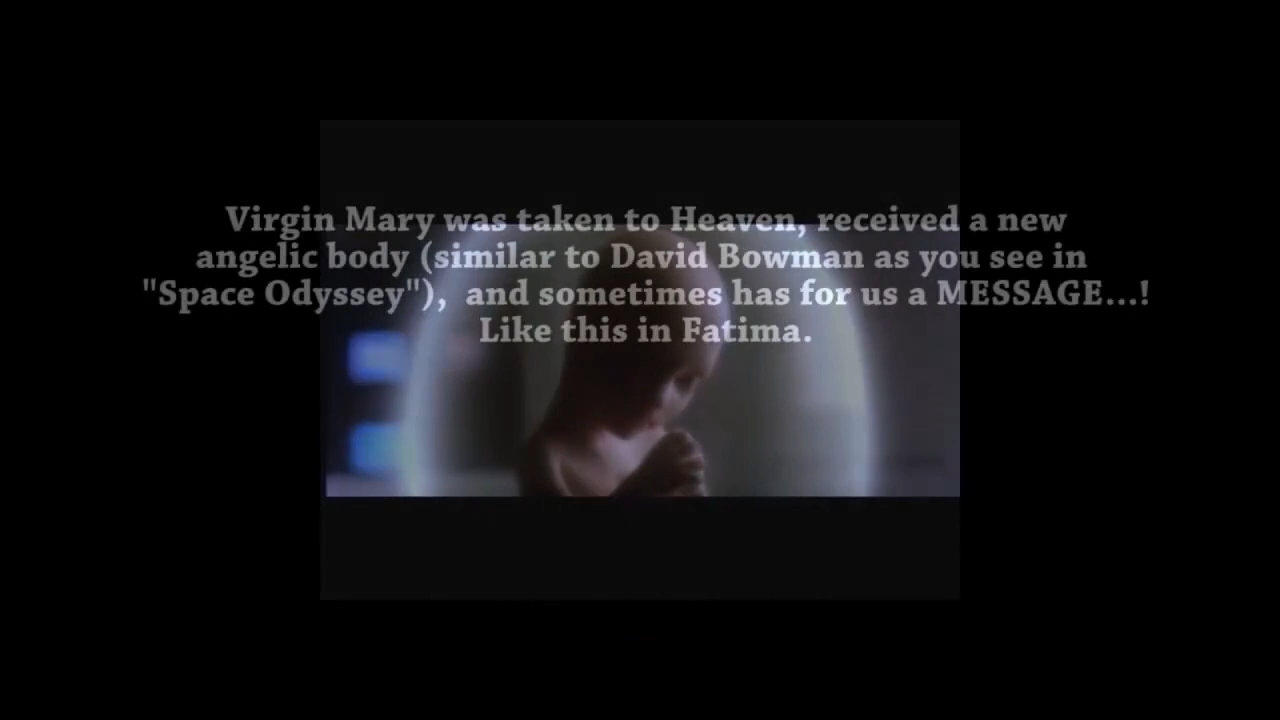 Virgin Mary was taken to Heaven, received a new
angelic body (similar to David Bowman as you see in
"Space Odyssey"),  and sometimes has for us a MESSAGE...!
Like this in Fatima.